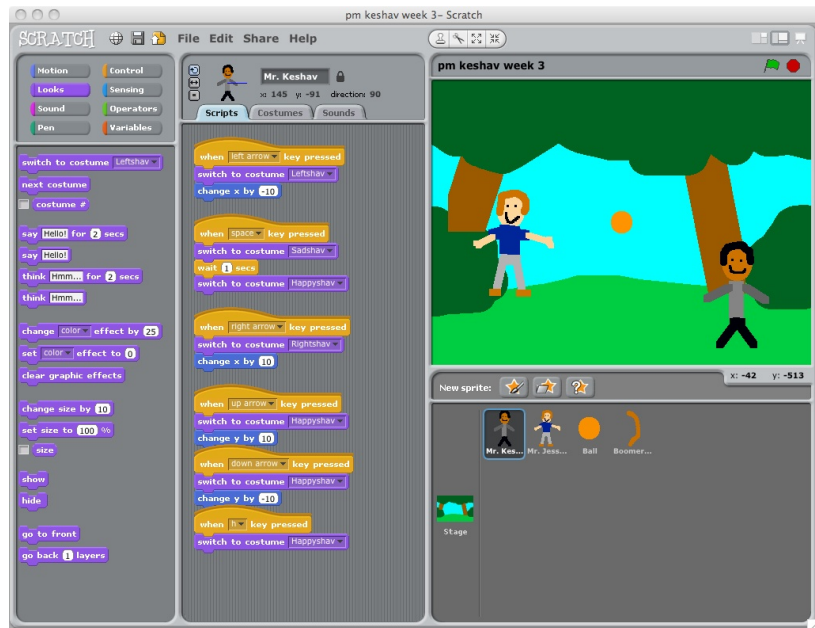 pm keshav week 3– Scratch
SCRATCH File Edit Share Help
Motion Control
Looks Sensing
Sound Operators
Pen Variables
switch to costume Leftshav
next costume
costume #
say Hello! for 2 secs
say Hello!
think Hmm... for 2 secs
think Hmm...
change color effect by 25
set color effect to 0
clear graphic effects
change size by 10
set size to 100 %
size
show
hide
go to front
go back 1 layers
Mr. Keshav
x: 145 y: -91 direction: 90
Scripts Costumes Sounds
when left arrow key pressed
switch to costume Leftshav
change x by -10
when space key pressed
switch to costume Sadshav
wait 1 secs
switch to costume Happyshav
when right arrow key pressed
switch to costume Rightshav
change x by 10
when up arrow key pressed
switch to costume Happyshav
change y by 10
when down arrow key pressed
switch to costume Happyshav
change y by -10
when h key pressed
switch to costume Happyshav
pm keshav week 3
x: -42 y: -513
New sprite:
Mr. Kes... Mr. Jess... Ball Boomer...
Stage